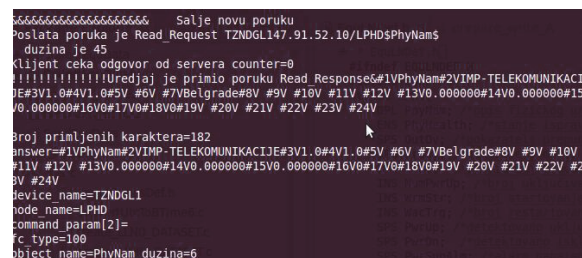 &&&&&&&&&&&&&&&&&&&& Salje novu poruku
Poslata poruka je Read_Request TZNDGL147.91.52.10/LPHD$PhyNam$
duzina je 45
Klijent ceka odgovor od servera counter=0
!!!!!!!!!!!!!!Uredjaj je primio poruku Read_Response&#1VPhyNam#2VIMP-TELEKOMUNIKACI
JE#3V1.0#4V1.0#5V #6V #7VBelgrade#8V #9V #10V #11V #12V #13V0.000000#14V0.000000#15
V0.000000#16V0#17V0#18V0#19V #20V #21V #22V #23V #24V
Broj primljenih karaktera=182
answer=#1VPhyNam#2VIMP-TELEKOMUNIKACIJE#3V1.0#4V1.0#5V #6V #7VBelgrade#8V #9V #10V
#11V #12V #13V0.000000#14V0.000000#15V0.000000#16V0#17V0#18V0#19V #20V #21V #22V #2
3V #24V
device_name=TZNDGL1
node_name=LPHD
command_param[2]=
fc_type=100
object_name=PhyNam duzina=6